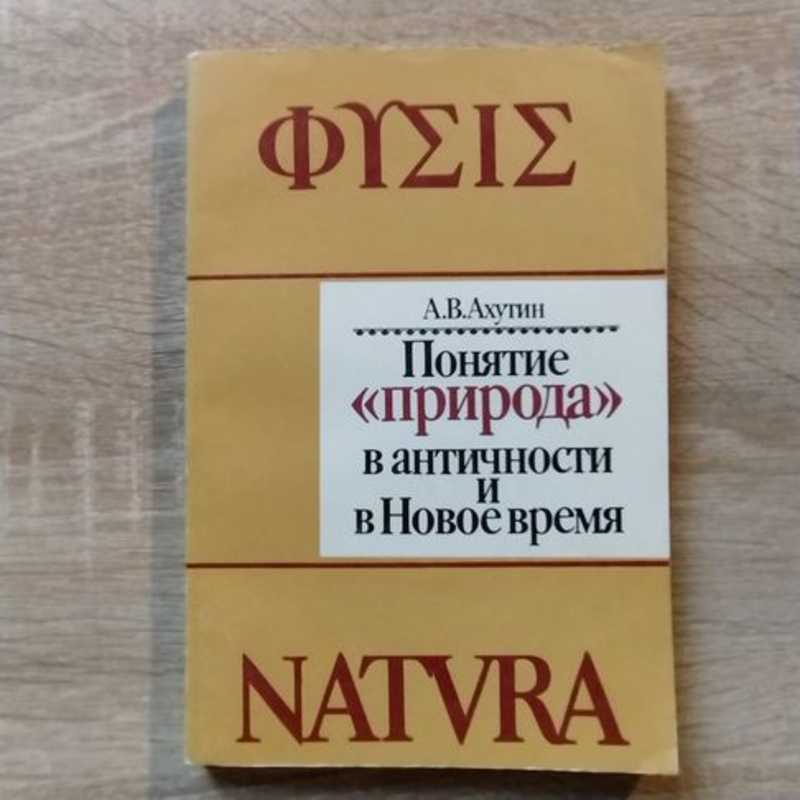 ΦΥΣΙΣ
А.В.Ахутин
Понятие
«природа»
в античности
и
в Новое время
NATVRA